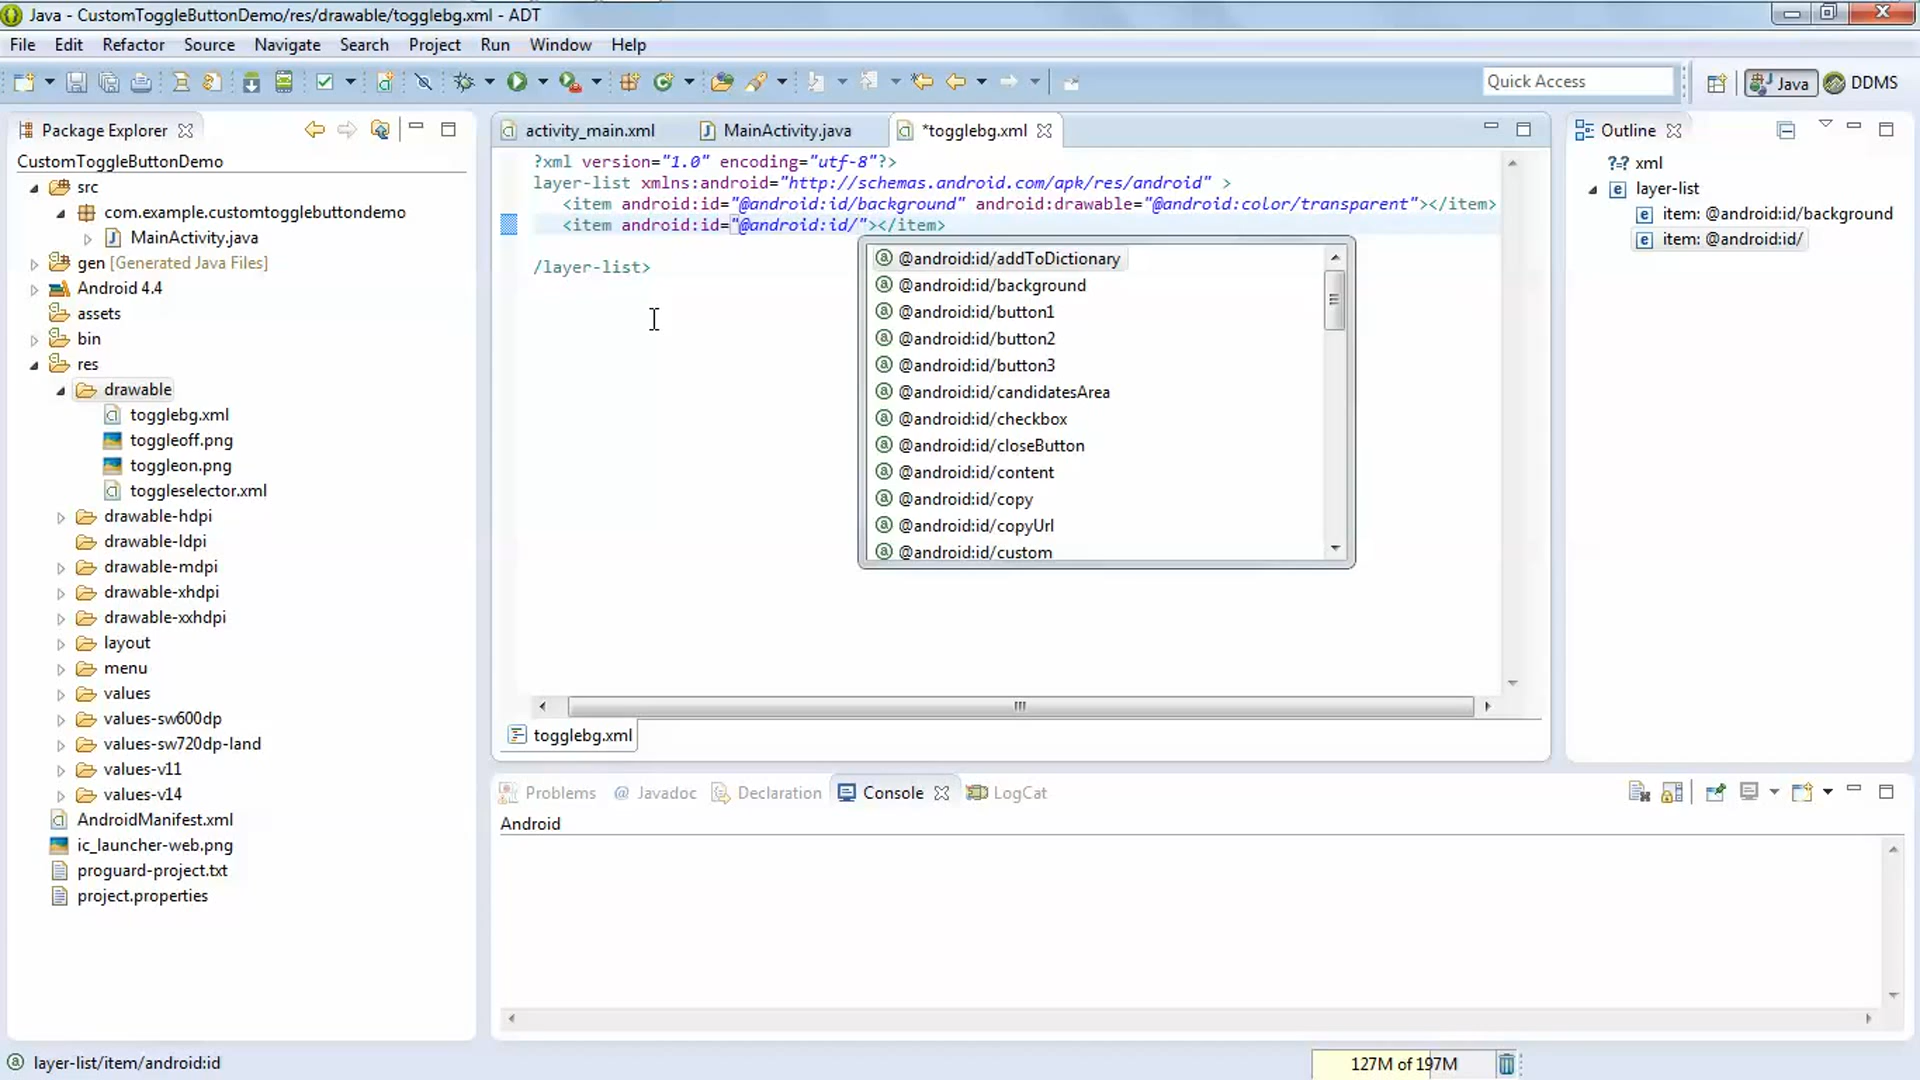 Java - CustomToggleButtonDemo/res/drawable/togglebg.xml - ADT
File Edit Refactor Source Navigate Search Project Run Window Help
Quick Access
Java
DDMS
Package Explorer
CustomToggleButtonDemo
src
com.example.customtogglebuttondemo
MainActivity.java
gen [Generated Java Files]
Android 4.4
assets
bin
res
drawable
togglebg.xml
toggleoff.png
toggleon.png
toggleselector.xml
drawable-hdpi
drawable-ldpi
drawable-mdpi
drawable-xhdpi
drawable-xxhdpi
layout
menu
values
values-sw600dp
values-sw720dp-land
values-v11
values-v14
AndroidManifest.xml
ic_launcher-web.png
proguard-project.txt
project.properties
activity_main.xml MainActivity.java *togglebg.xml
?xml version="1.0" encoding="utf-8"?>
layer-list xmlns:android="http://schemas.android.com/apk/res/android" >
<item android:id="@android:id/background" android:drawable="@android:color/transparent"></item>
<item android:id="@android:id/"></item>
/layer-list>
@android:id/addToDictionary
@android:id/background
@android:id/button1
@android:id/button2
@android:id/button3
@android:id/candidatesArea
@android:id/checkbox
@android:id/closeButton
@android:id/content
@android:id/copy
@android:id/copyUrl
@android:id/custom
togglebg.xml
Outline
?-? xml
layer-list
item: @android:id/background
item: @android:id/
Problems @ Javadoc Declaration Console LogCat
Android
layer-list/item/android:id
127M of 197M